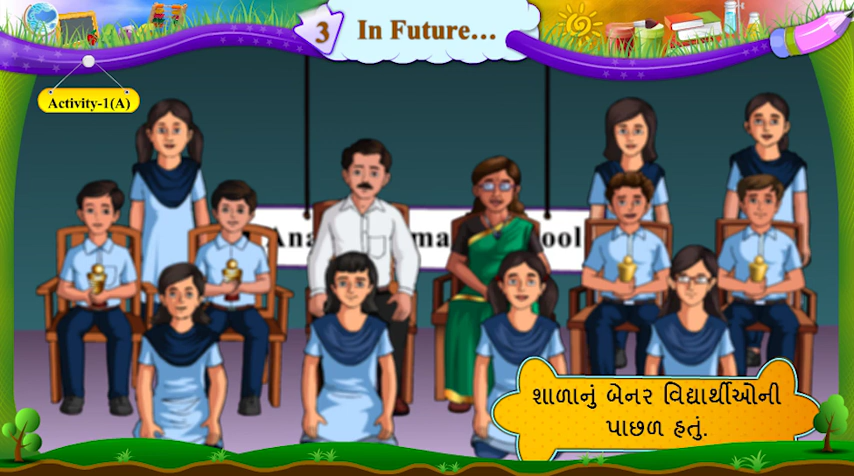 3 In Future...
Activity-1(A)
શાળાનું બેનર વિદ્યાર્થીઓની
પાછળ હતું.